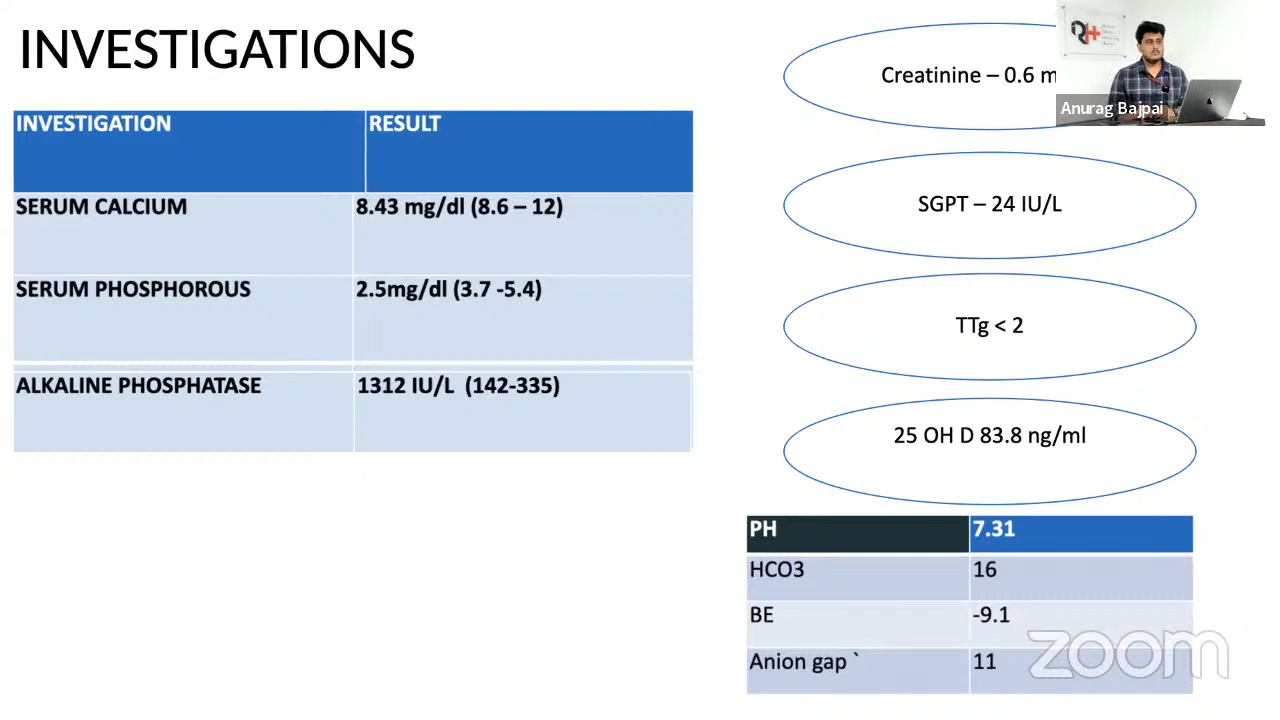 INVESTIGATIONS
INVESTIGATION RESULT
SERUM CALCIUM 8.43 mg/dl (8.6 – 12)
SERUM PHOSPHOROUS 2.5mg/dl (3.7 -5.4)
ALKALINE PHOSPHATASE 1312 IU/L (142-335)
Creatinine – 0.6 m
RH+
Anurag Bajpai
SGPT – 24 IU/L
TTg < 2
25 OH D 83.8 ng/ml
PH 7.31
HCO3 16
BE -9.1
Anion gap ` 11
zoom